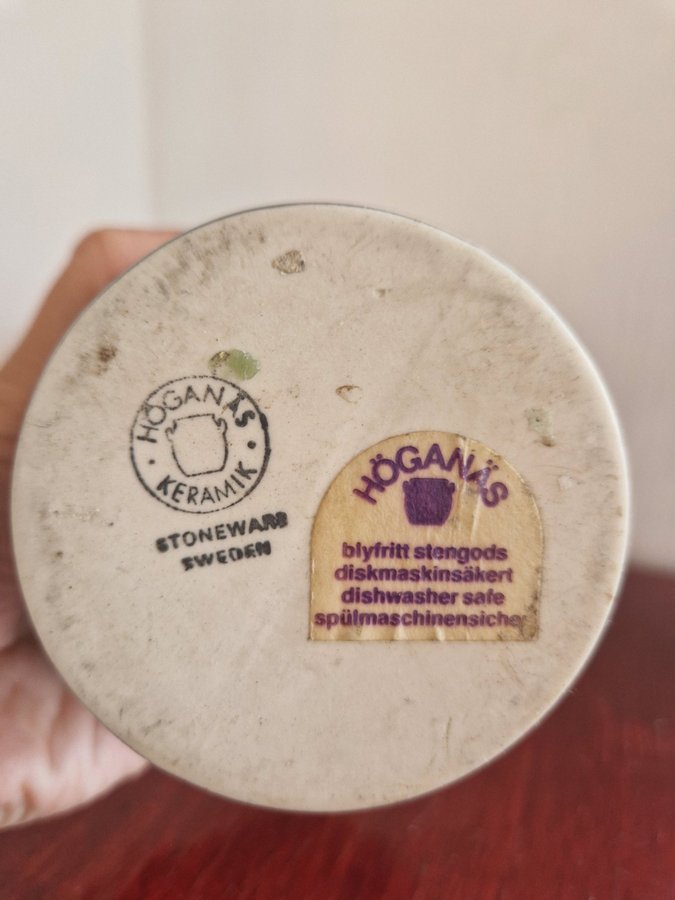 HÖGANÄS
KERAMIK
STONEWARE
SWEDEN
HÖGANÄS
blyfritt stengods
diskmaskinsäkert
dishwasher safe
spülmaschinensicher